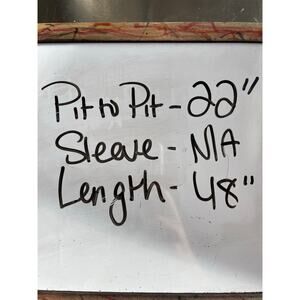 Pit to Pit - 22"
Sleeve - N/A
Length - 48"